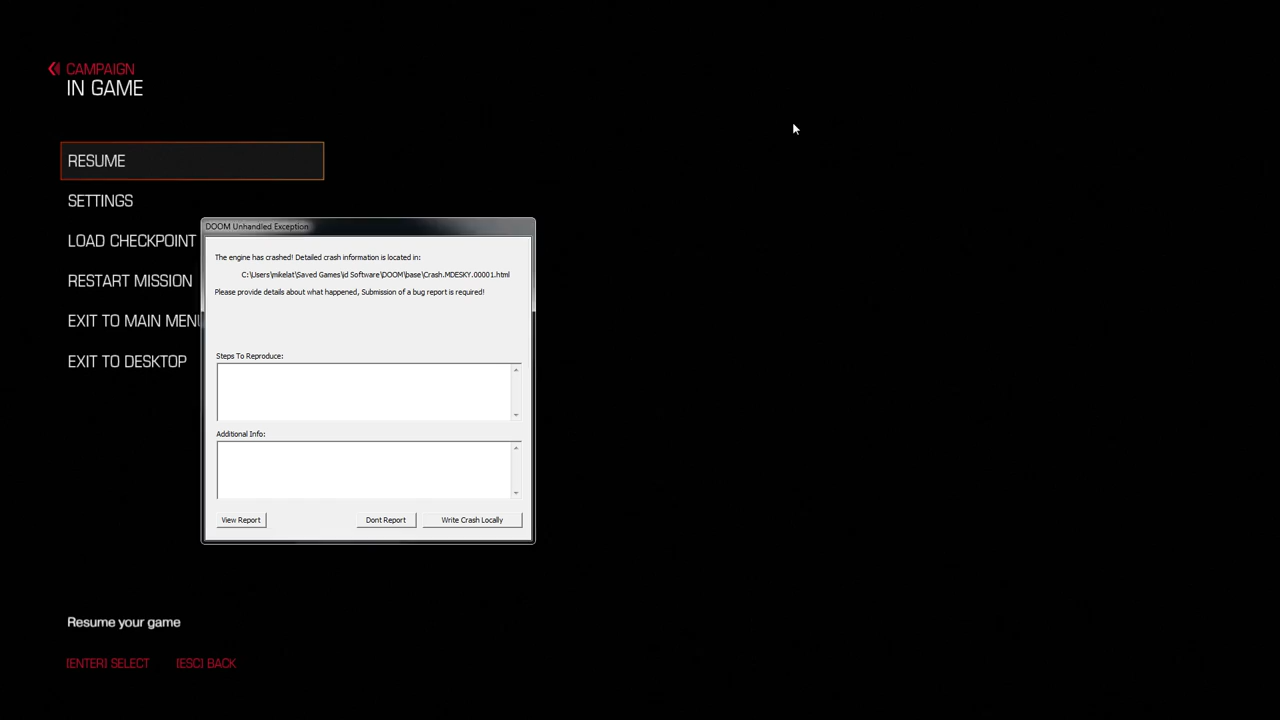 CAMPAIGN
IN GAME
RESUME
SETTINGS
LOAD CHECKPOINT
RESTART MISSION
EXIT TO MAIN MENU
EXIT TO DESKTOP
DOOM Unhandled Exception
The engine has crashed! Detailed crash information is located in:
C:\Users\mikelat\Saved Games\id Software\DOOM\base\Crash.MDESKY.00001.html
Please provide details about what happened, Submission of a bug report is required!
Steps To Reproduce:
Additional Info:
View Report
Dont Report
Write Crash Locally
Resume your game
[ENTER] SELECT
[ESC] BACK